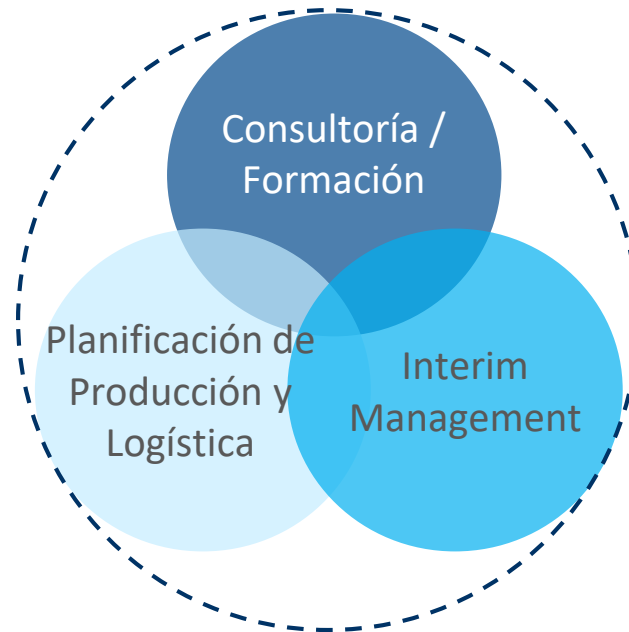 Consultoría /
Formación
Planificación de
Producción y
Logística
Interim
Management